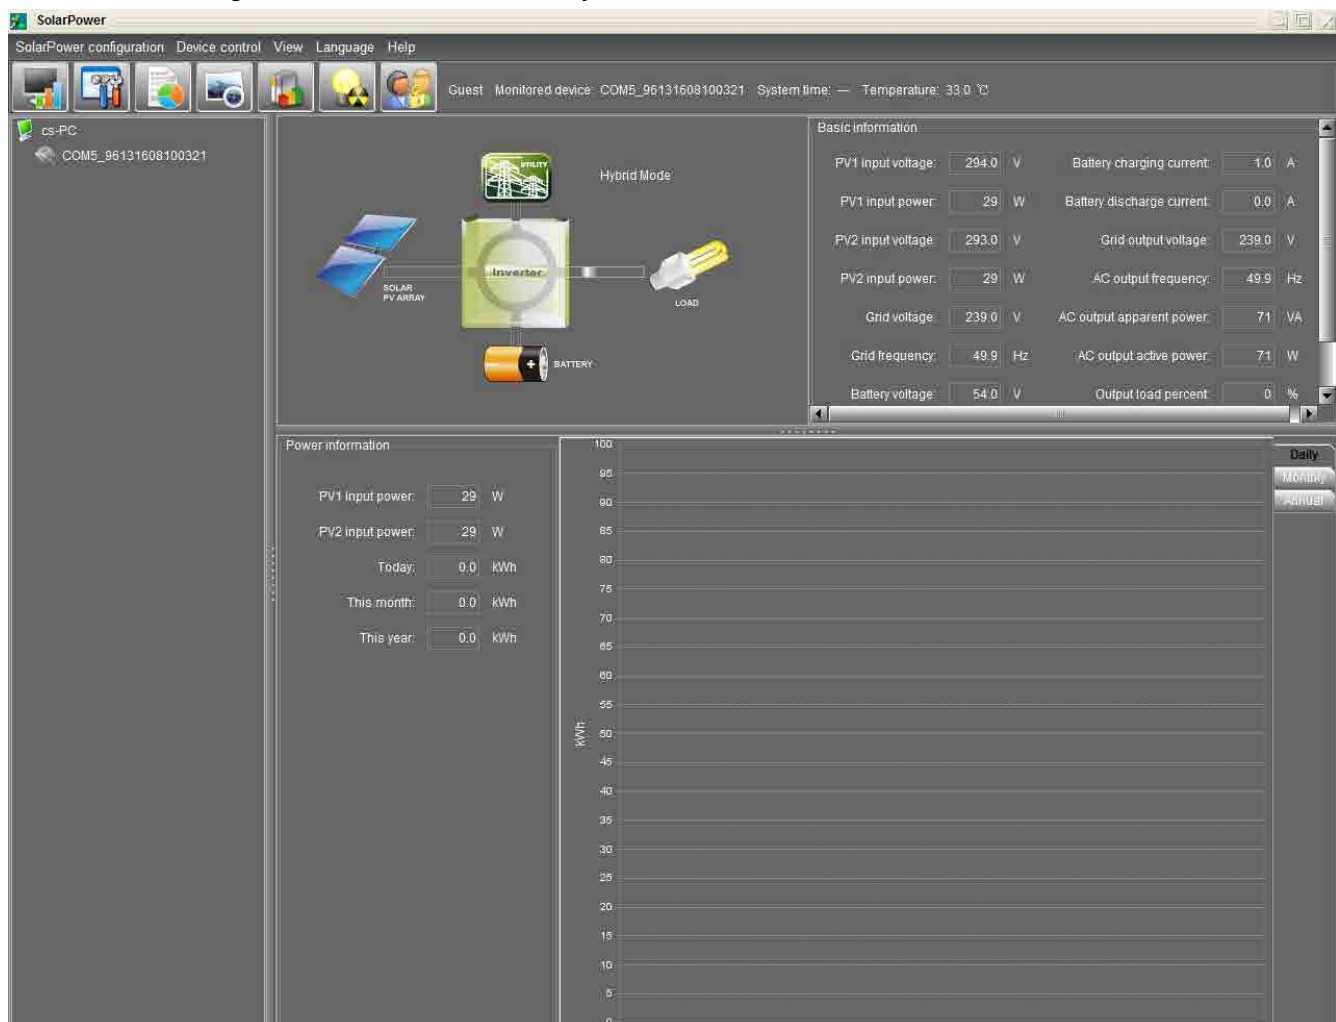 SolarPower
SolarPower configuration Device control View Language Help
Guest Monitored device: COM5_96131608100321 System time: — Temperature: 33.0 ℃
cs-PC
COM5_96131608100321
UTILITY
Hybrid Mode
Inverter
SOLAR
PV ARRAY
LOAD
BATTERY
Basic information
PV1 input voltage: 294.0 V Battery charging current: 1.0 A
PV1 input power: 29 W Battery discharge current: 0.0 A
PV2 input voltage: 293.0 V Grid output voltage: 239.0 V
PV2 input power: 29 W AC output frequency: 49.9 Hz
Grid voltage: 239.0 V AC output apparent power: 71 VA
Grid frequency: 49.9 Hz AC output active power: 71 W
Battery voltage: 54.0 V Output load percent: 0 %
Power information
PV1 input power: 29 W
PV2 input power: 29 W
Today: 0.0 kWh
This month: 0.0 kWh
This year: 0.0 kWh
kWh
100
95
90
85
80
75
70
65
60
55
50
45
40
35
30
25
20
15
10
5
0
Daily
Monthly
Annual